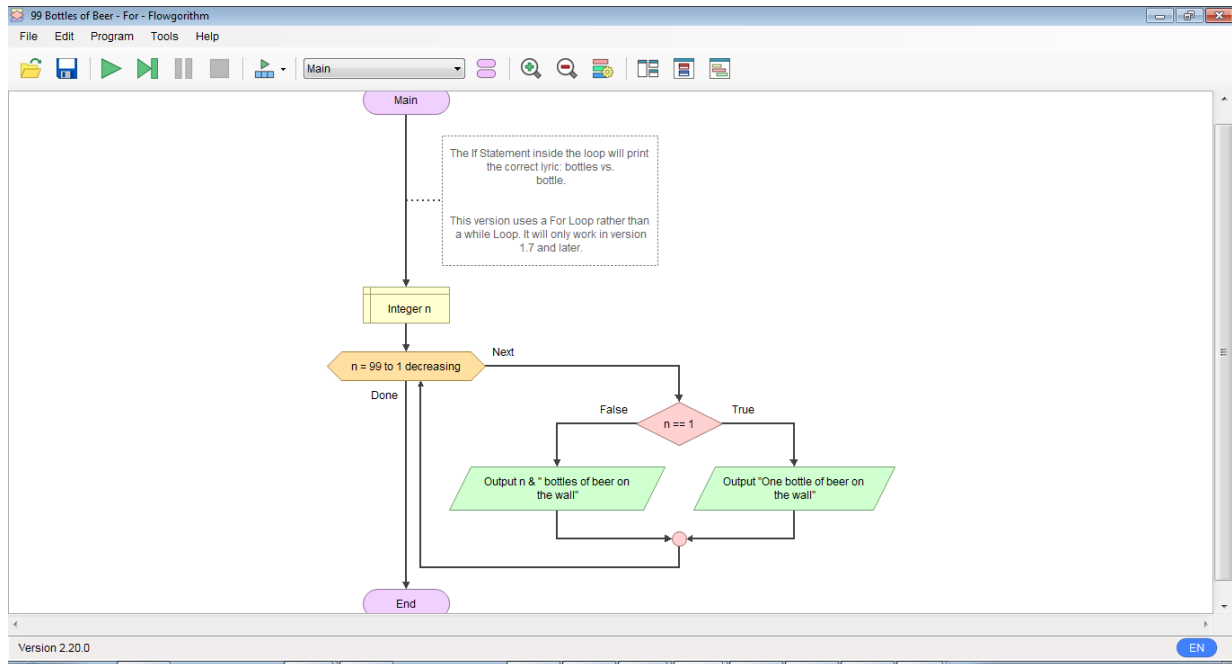 99 Bottles of Beer - For - Flowgorithm
File Edit Program Tools Help
Main
Main
The If Statement inside the loop will print
the correct lyric: bottles vs.
bottle.
This version uses a For Loop rather than
a while Loop. It will only work in version
1.7 and later.
Integer n
n = 99 to 1 decreasing
Next
Done
False
True
n == 1
Output n & " bottles of beer on
the wall"
Output "One bottle of beer on
the wall"
End
Version 2.20.0
EN